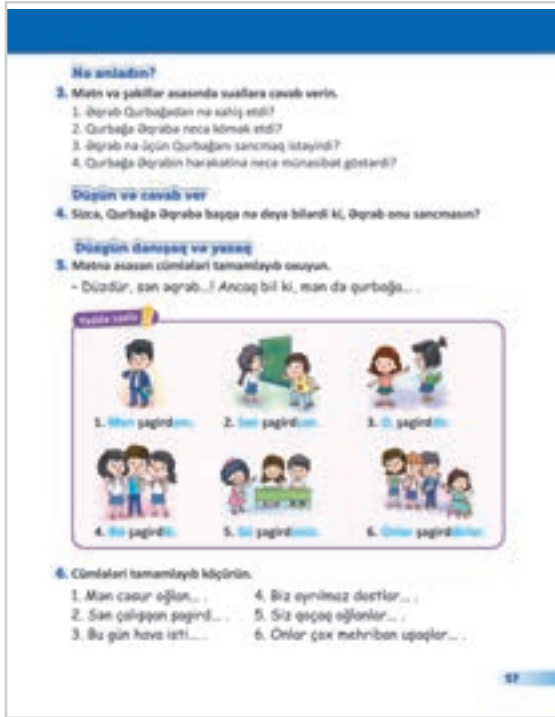 Nə anladın?
3. Mətn və şəkillər əsasında suallara cavab verin.
1. Əqrəb Qurbağadan nə xahiş etdi?
2. Qurbağa Əqrəbə necə kömək etdi?
3. Əqrəb nə üçün Qurbağanı sancmaq istəyirdi?
4. Qurbağa Əqrəbin hərəkətinə necə münasibət göstərdi?
Düşün və cavab ver
4. Sizcə, Qurbağa Əqrəbə başqa nə deyə bilərdi ki, Əqrəb onu sancmasın?
Düzgün danışaq və yazaq
5. Mətnə əsasən cümlələri tamamlayıb oxuyun.
– Düzdür, sən əqrəb...! Ancaq bil ki, mən də qurbağa... .
Yadda saxla
1. Mən şagirdəm.
2. Sən şagirdsən.
3. O, şagirddir.
4. Biz şagirdik.
5. Siz şagirdsiniz.
6. Onlar şagirddirlər.
6. Cümlələri tamamlayıb köçürün.
1. Mən cəsur oğlan... .
2. Sən çalışqan şagird... .
3. Bu gün hava isti... .
4. Biz ayrılmaz dostlar... .
5. Siz qoçaq oğlanlar... .
6. Onlar çox mehriban uşaqlar... .
57